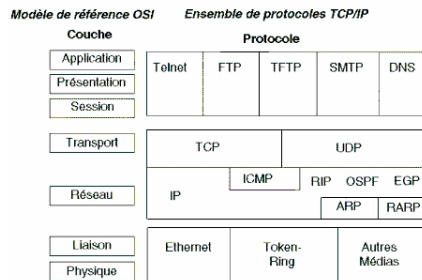 Modèle de référence OSI Ensemble de protocoles TCP/IP
Couche Protocole
Application
Présentation
Session
Telnet FTP TFTP SMTP DNS
Transport
TCP UDP
Réseau
IP ICMP RIP OSPF EGP
ARP RARP
Liaison
Physique
Ethernet Token-
Ring Autres
Médias